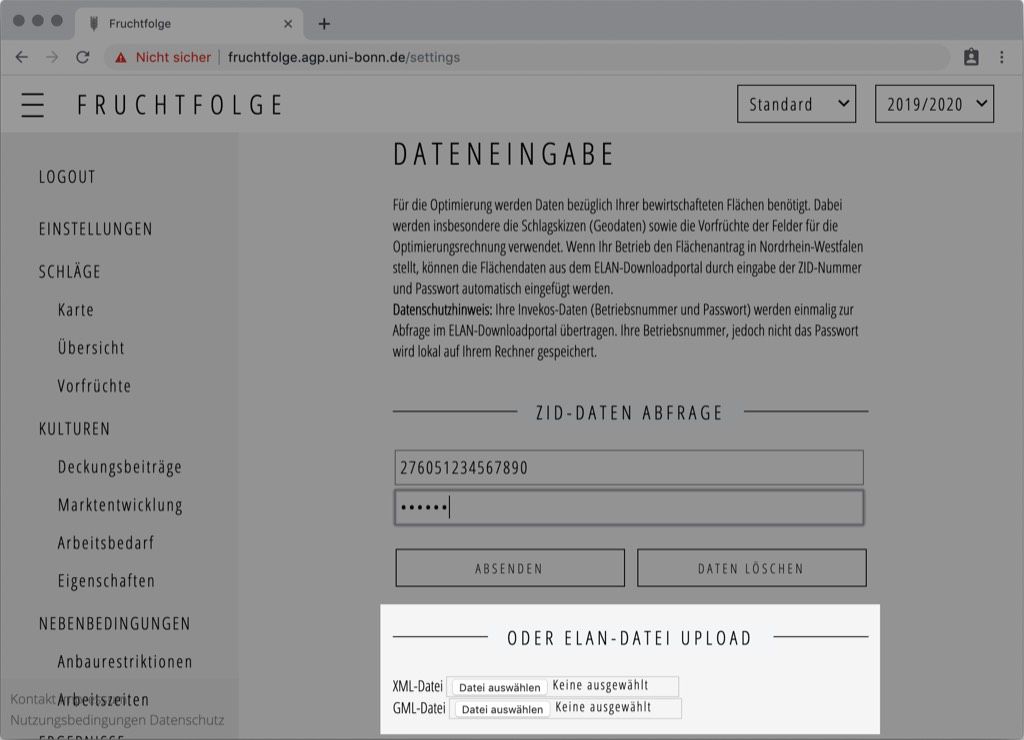 Fruchtfolge
Nicht sicher fruchtfolge.agp.uni-bonn.de/settings
FRUCHTFOLGE
Standard
2019/2020
LOGOUT
EINSTELLUNGEN
SCHLÄGE
Karte
Übersicht
Vorfrüchte
KULTUREN
Deckungsbeiträge
Marktentwicklung
Arbeitsbedarf
Eigenschaften
NEBENBEDINGUNGEN
Anbaurestriktionen
Arbeitszeiten
Kontakt
Nutzungsbedingungen Datenschutz
ERGEBNISSE
DATENEINGABE
Für die Optimierung werden Daten bezüglich Ihrer bewirtschafteten Flächen benötigt. Dabei
werden insbesondere die Schlagskizzen (Geodaten) sowie die Vorfrüchte der Felder für die
Optimierungsrechnung verwendet. Wenn Ihr Betrieb den Flächenantrag in Nordrhein-Westfalen
stellt, können die Flächendaten aus dem ELAN-Downloadportal durch eingabe der ZID-Nummer
und Passwort automatisch eingefügt werden.
Datenschutzhinweis: Ihre Invekos-Daten (Betriebsnummer und Passwort) werden einmalig zur
Abfrage im ELAN-Downloadportal übertragen. Ihre Betriebsnummer, jedoch nicht das Passwort
wird lokal auf Ihrem Rechner gespeichert.
ZID-DATEN ABFRAGE
276051234567890
••••••
ABSENDEN
DATEN LÖSCHEN
ODER ELAN-DATEI UPLOAD
XML-Datei Datei auswählen Keine ausgewählt
GML-Datei Datei auswählen Keine ausgewählt